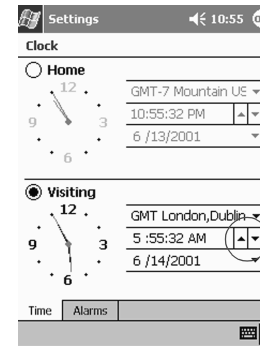 Settings 10:55
Clock
Home
12
9 3
6
GMT-7 Mountain US
10:55:32 PM
6 /13/2001
Visiting
12
9 3
6
GMT London,Dublin
5 :55:32 AM
6 /14/2001
Time Alarms